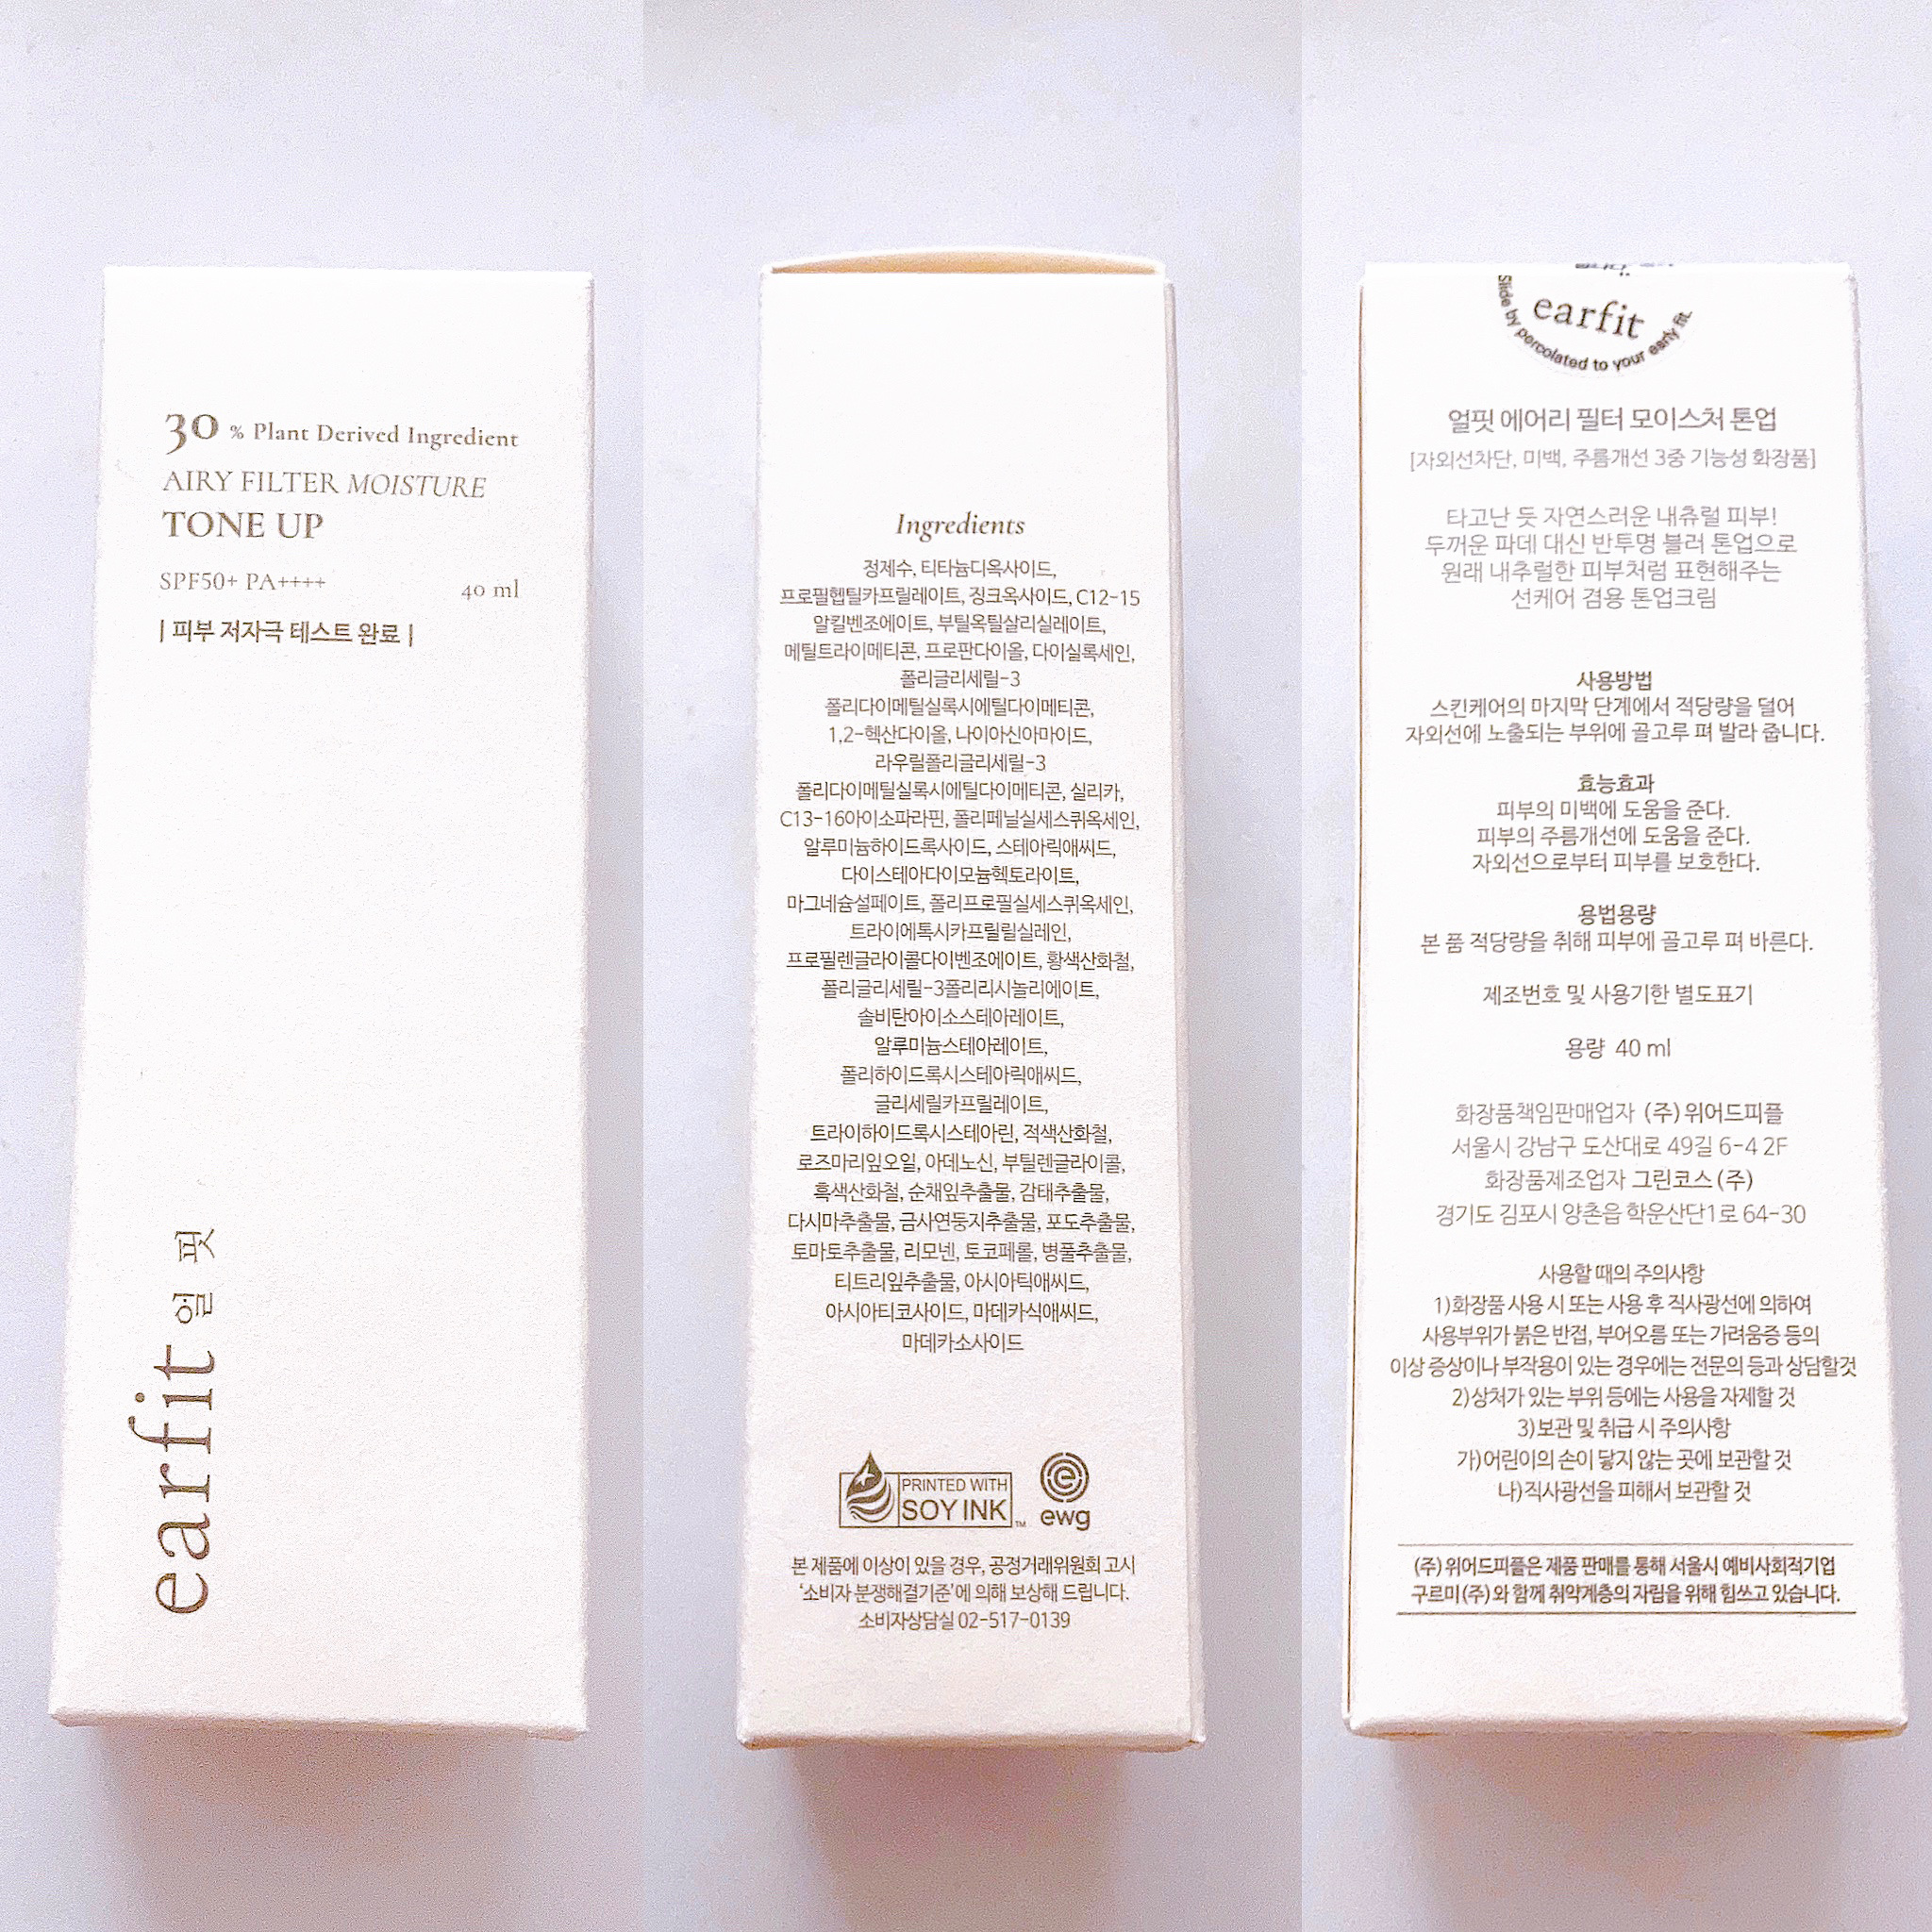 30 % Plant Derived Ingredient
AIRY FILTER MOISTURE
TONE UP
SPF50+ PA++++ 40 ml
| 피부 저자극 테스트 완료 |
earfit 얼핏
Ingredients
정제수, 티타늄디옥사이드,
프로필헵틸카프릴레이트, 징크옥사이드, C12-15
알킬벤조에이트, 부틸옥틸살리실레이트,
메틸트라이메티콘, 프로판다이올, 다이실록세인,
폴리글리세릴-3
폴리다이메틸실록시에틸다이메티콘,
1,2-헥산다이올, 나이아신아마이드,
라우릴폴리글리세릴-3
폴리다이메틸실록시에틸다이메티콘, 실리카,
C13-16아이소파라핀, 폴리페닐실세스퀴옥세인,
알루미늄하이드록사이드, 스테아릭애씨드,
다이스테아다이모늄헥토라이트,
마그네슘설페이트, 폴리프로필실세스퀴옥세인,
트라이에톡시카프릴릴실레인,
프로필렌글라이콜다이벤조에이트, 황색산화철,
폴리글리세릴-3폴리리시놀리에이트,
솔비탄아이소스테아레이트,
알루미늄스테아레이트,
폴리하이드록시스테아릭애씨드,
글리세릴카프릴레이트,
트라이하이드록시스테아린, 적색산화철,
로즈마리잎오일, 아데노신, 부틸렌글라이콜,
흑색산화철, 순채잎추출물, 감태추출물,
다시마추출물, 금사연둥지추출물, 포도추출물,
토마토추출물, 리모넨, 토코페롤, 병풀추출물,
티트리잎추출물, 아시아틱애씨드,
아시아티코사이드, 마데카식애씨드,
마데카소사이드
PRINTED WITH
SOY INK ™
ewg
본 제품에 이상이 있을 경우, 공정거래위원회 고시
'소비자 분쟁해결기준'에 의해 보상해 드립니다.
소비자상담실 02-517-0139
earfit
Slide by percolated to your early fit.
얼핏 에어리 필터 모이스처 톤업
[자외선차단, 미백, 주름개선 3중 기능성 화장품]
타고난 듯 자연스러운 내츄럴 피부!
두꺼운 파데 대신 반투명 블러 톤업으로
원래 내추럴한 피부처럼 표현해주는
선케어 겸용 톤업크림
사용방법
스킨케어의 마지막 단계에서 적당량을 덜어
자외선에 노출되는 부위에 골고루 펴 발라 줍니다.
효능효과
피부의 미백에 도움을 준다.
피부의 주름개선에 도움을 준다.
자외선으로부터 피부를 보호한다.
용법용량
본 품 적당량을 취해 피부에 골고루 펴 바른다.
제조번호 및 사용기한 별도표기
용량 40 ml
화장품책임판매업자 (주)위어드피플
서울시 강남구 도산대로 49길 6-4 2F
화장품제조업자 그린코스 (주)
경기도 김포시 양촌읍 학운산단1로 64-30
사용할 때의 주의사항
1)화장품 사용 시 또는 사용 후 직사광선에 의하여
사용부위가 붉은 반점, 부어오름 또는 가려움증 등의
이상 증상이나 부작용이 있는 경우에는 전문의 등과 상담할것
2)상처가 있는 부위 등에는 사용을 자제할 것
3)보관 및 취급 시 주의사항
가)어린이의 손이 닿지 않는 곳에 보관할 것
나)직사광선을 피해서 보관할 것
(주) 위어드피플은 제품 판매를 통해 서울시 예비사회적기업
구르미(주) 와 함께 취약계층의 자립을 위해 힘쓰고 있습니다.